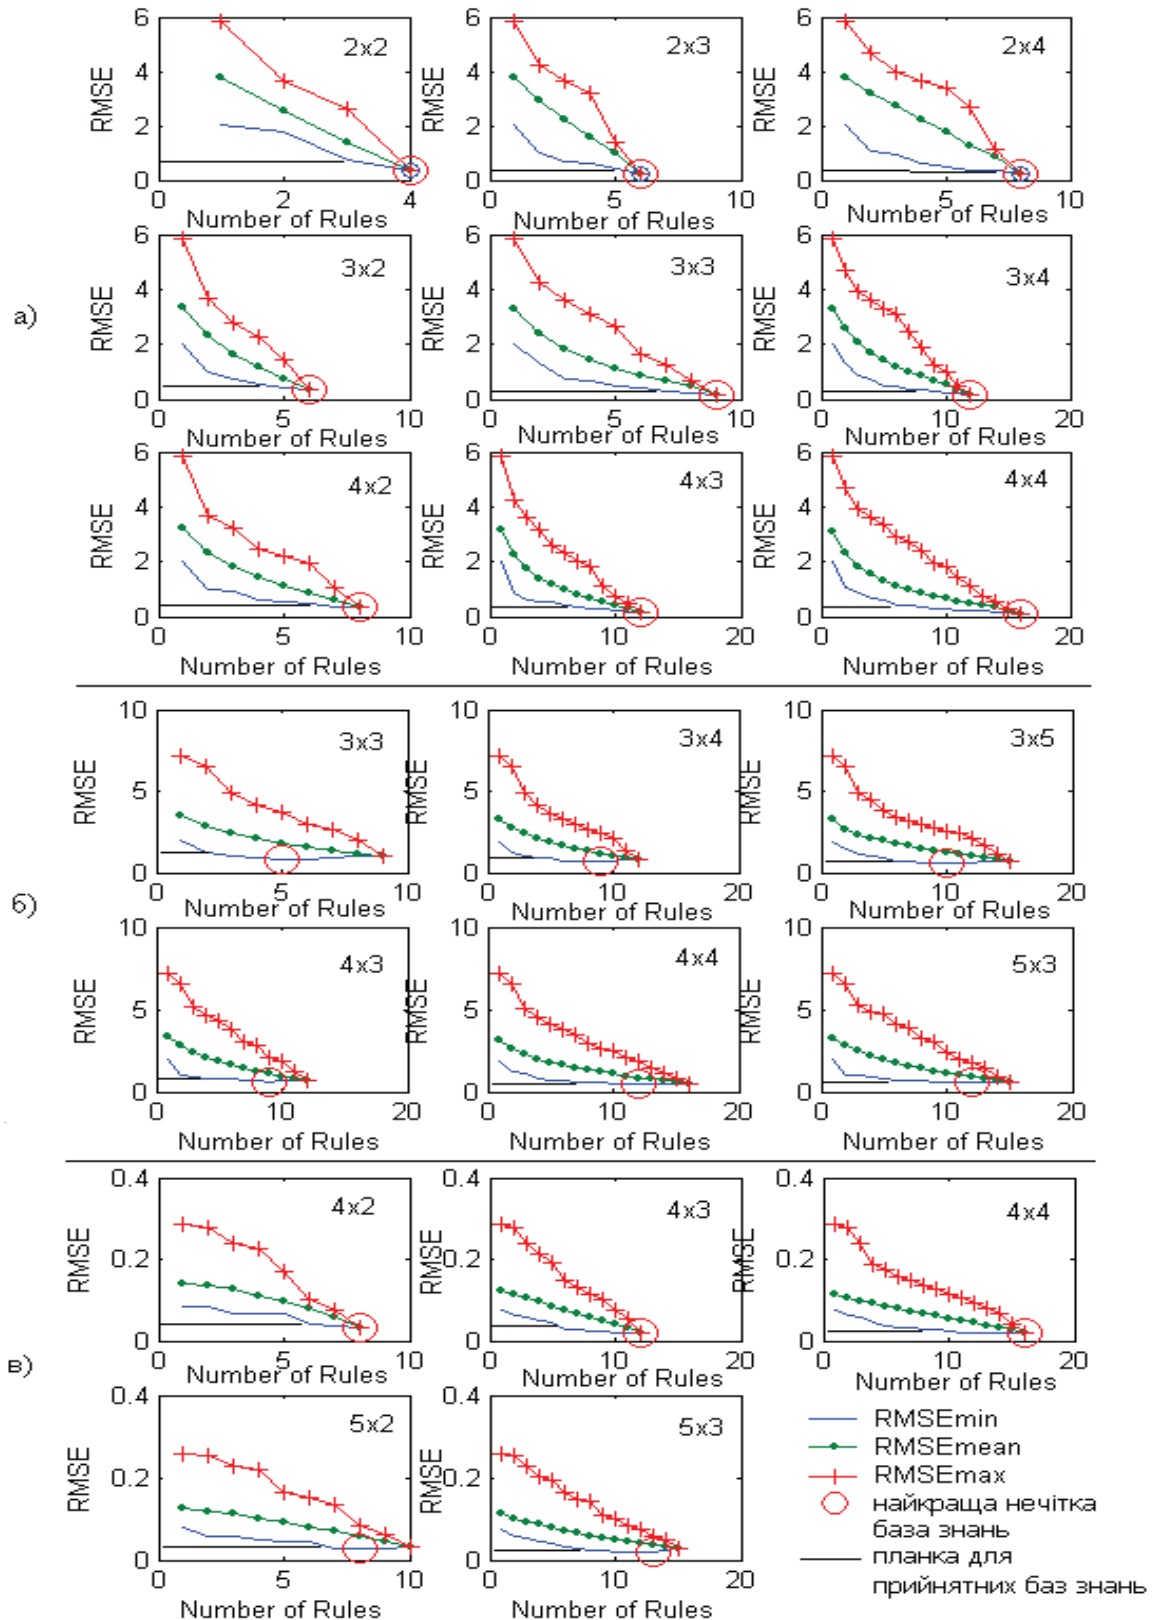 а)
RMSE
6
4
2
0
2x2
0
2
4
Number of Rules
RMSE
6
4
2
0
2x3
0
5
10
Number of Rules
RMSE
6
4
2
0
2x4
0
5
10
Number of Rules
RMSE
6
4
2
0
3x2
0
5
10
Number of Rules
RMSE
6
4
2
0
3x3
0
5
10
Number of Rules
RMSE
6
4
2
0
3x4
0
10
20
Number of Rules
RMSE
6
4
2
0
4x2
0
5
10
Number of Rules
RMSE
6
4
2
0
4x3
0
10
20
Number of Rules
RMSE
6
4
2
0
4x4
0
10
20
Number of Rules
б)
RMSE
10
5
0
3x3
0
5
10
Number of Rules
RMSE
10
5
0
3x4
0
10
20
Number of Rules
RMSE
10
5
0
3x5
0
10
20
Number of Rules
RMSE
10
5
0
4x3
0
10
20
Number of Rules
RMSE
10
5
0
4x4
0
10
20
Number of Rules
RMSE
10
5
0
5x3
0
10
20
Number of Rules
в)
RMSE
0.4
0.2
0
4x2
0
5
10
Number of Rules
RMSE
0.4
0.2
0
4x3
0
10
20
Number of Rules
RMSE
0.4
0.2
0
4x4
0
10
20
Number of Rules
RMSE
0.4
0.2
0
5x2
0
5
10
Number of Rules
RMSE
0.4
0.2
0
5x3
0
10
20
Number of Rules
RMSEmin
RMSEmean
RMSEmax
найкраща нечітка
база знань
планка для
прийнятних баз знань